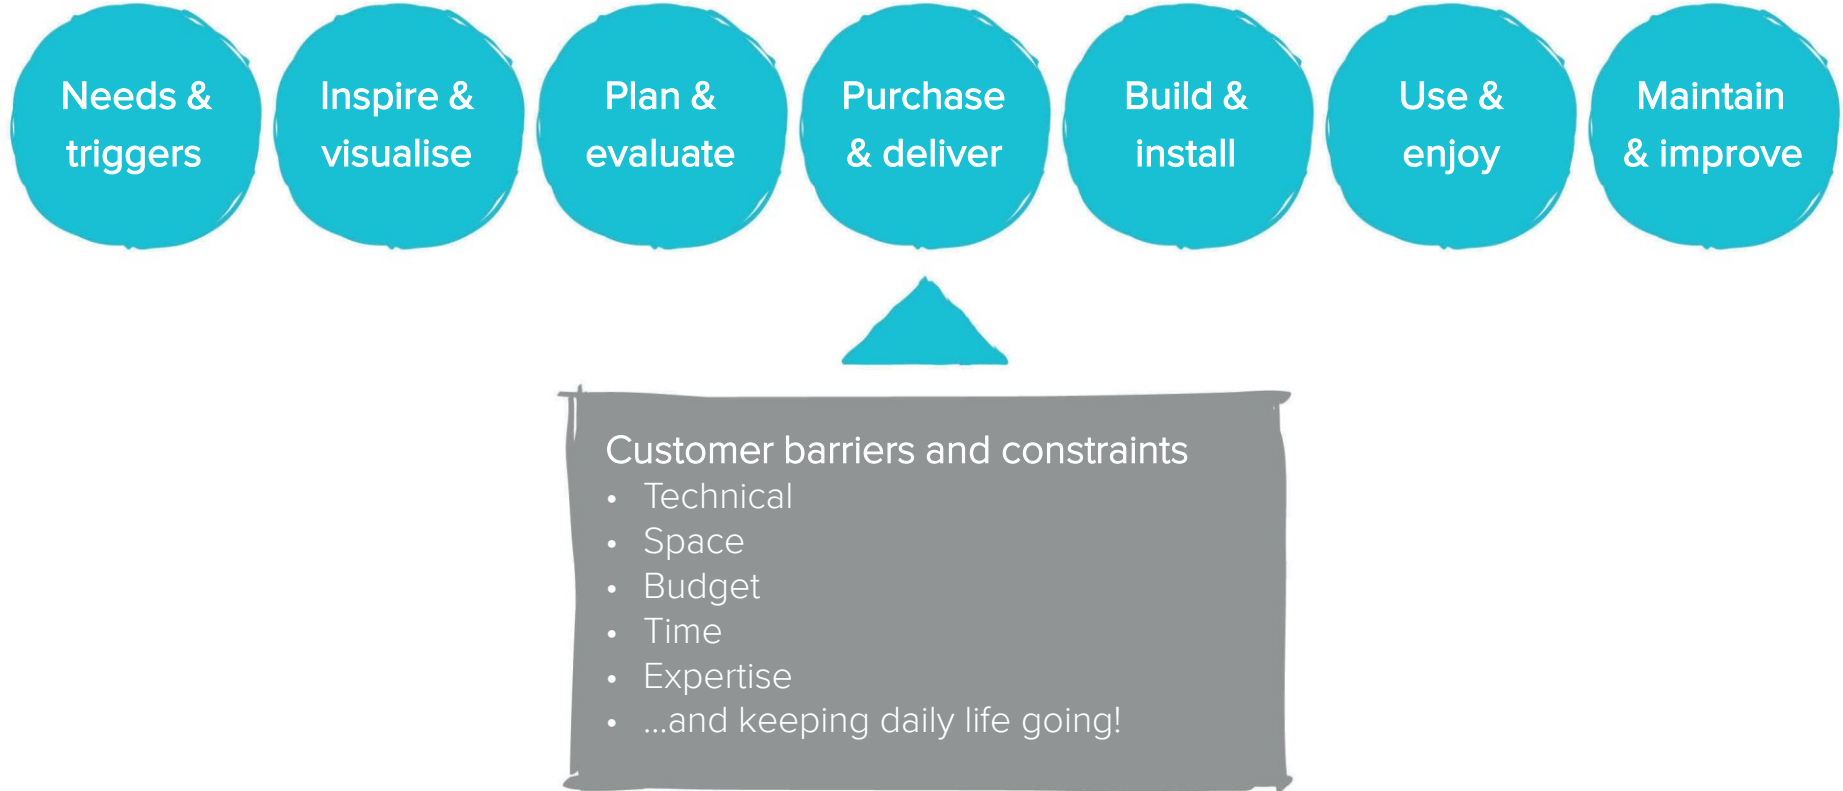 Needs &
triggers
Inspire &
visualise
Plan &
evaluate
Purchase
& deliver
Build &
install
Use &
enjoy
Maintain
& improve
Customer barriers and constraints
• Technical
• Space
• Budget
• Time
• Expertise
• ...and keeping daily life going!